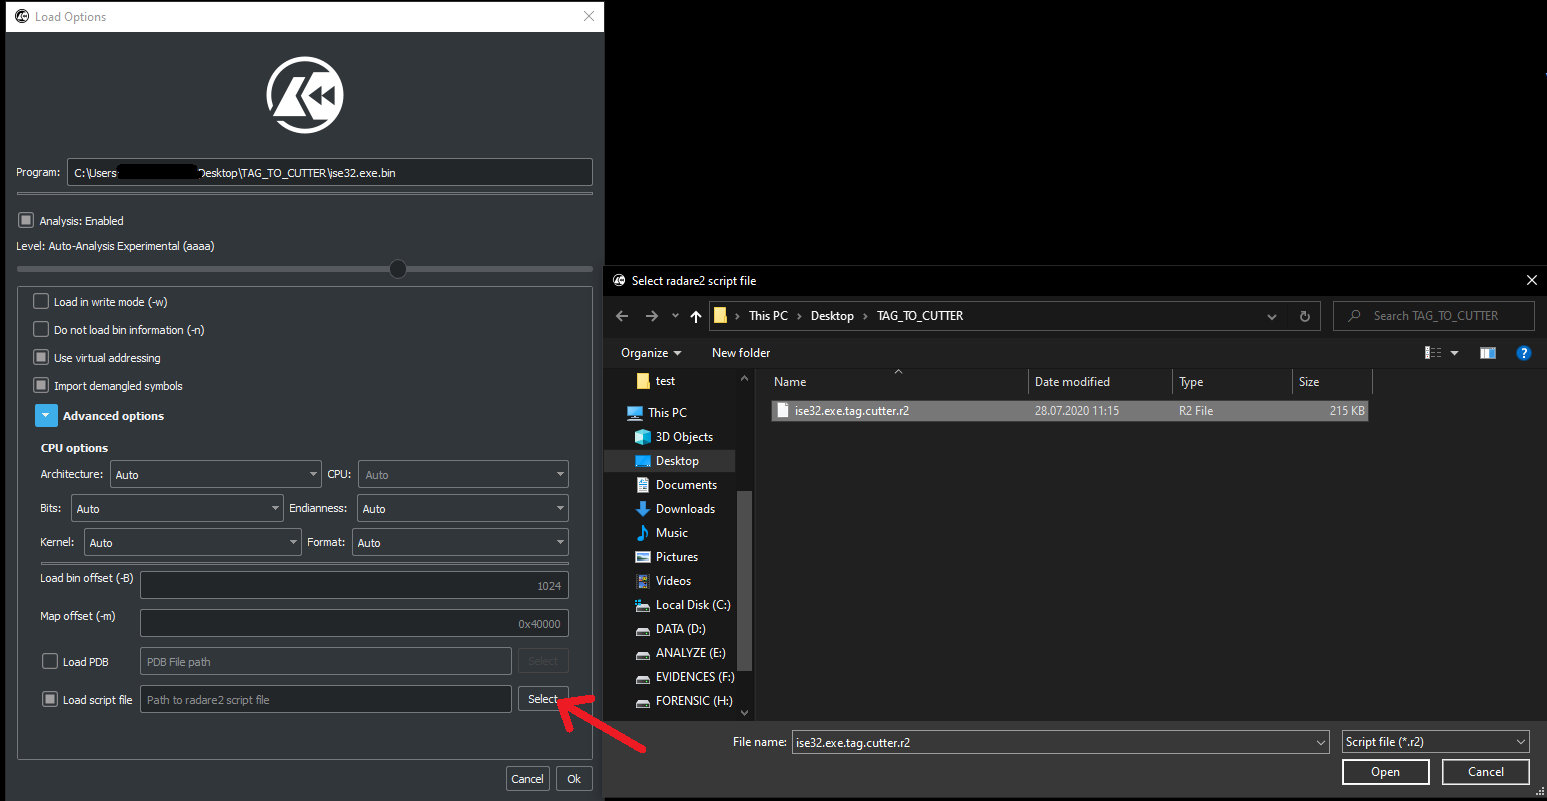 Load Options
Program: C:\Users Desktop\TAG_TO_CUTTER\ise32.exe.bin
Analysis: Enabled
Level: Auto-Analysis Experimental (aaaa)
Load in write mode (-w)
Do not load bin information (-n)
Use virtual addressing
Import demangled symbols
Advanced options
CPU options
Architecture: Auto CPU: Auto
Bits: Auto Endianness: Auto
Kernel: Auto Format: Auto
Load bin offset (-B) 1024
Map offset (-m) 0x40000
Load PDB PDB File path Select
Load script file Path to radare2 script file Select
Cancel Ok
Select radare2 script file
This PC Desktop TAG_TO_CUTTER Search TAG_TO_CUTTER
Organize New folder
Name Date modified Type Size
ise32.exe.tag.cutter.r2 28.07.2020 11:15 R2 File 215 KB
test
This PC
3D Objects
Desktop
Documents
Downloads
Music
Pictures
Videos
Local Disk (C:)
DATA (D:)
ANALYZE (E:)
EVIDENCES (F:)
FORENSIC (H:)
File name: ise32.exe.tag.cutter.r2 Script file (*.r2)
Open Cancel